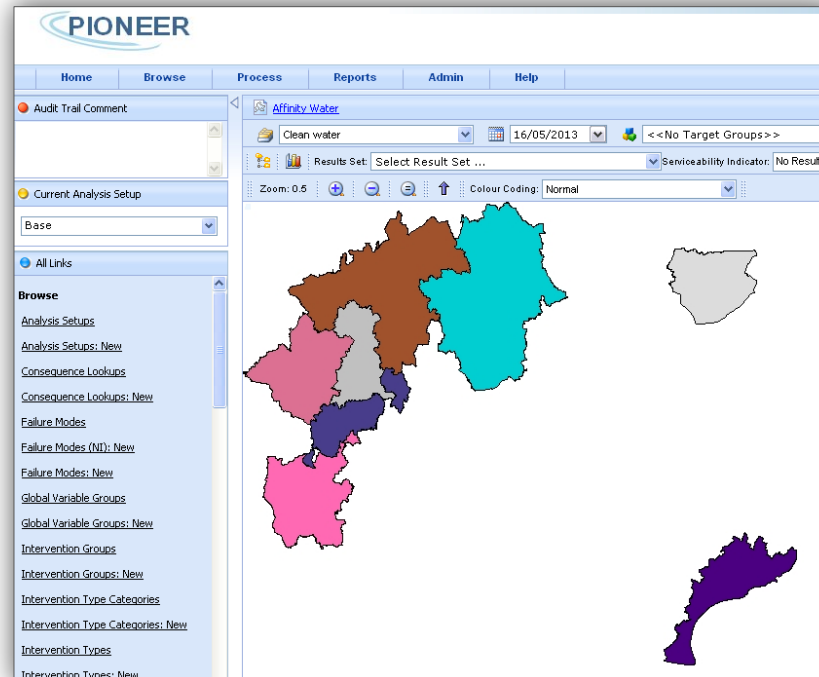 PIONEER
Home Browse Process Reports Admin Help
Audit Trail Comment
Affinity Water
Clean water 16/05/2013 <<No Target Groups>>
Results Set: Select Result Set ... Serviceability Indicator: No Result
Current Analysis Setup
Zoom: 0.5 Colour Coding: Normal
Base
All Links
Browse
Analysis Setups
Analysis Setups: New
Consequence Lookups
Consequence Lookups: New
Failure Modes
Failure Modes (NI): New
Failure Modes: New
Global Variable Groups
Global Variable Groups: New
Intervention Groups
Intervention Groups: New
Intervention Type Categories
Intervention Type Categories: New
Intervention Types
Intervention Types: New